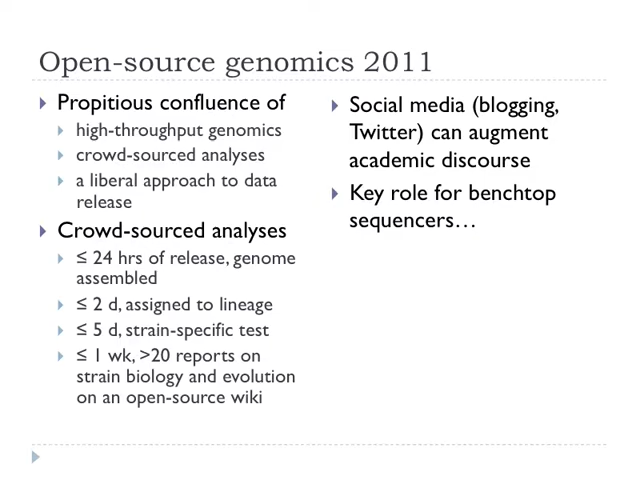 Open-source genomics 2011
Propitious confluence of
high-throughput genomics
crowd-sourced analyses
a liberal approach to data
release
Crowd-sourced analyses
≤ 24 hrs of release, genome
assembled
≤ 2 d, assigned to lineage
≤ 5 d, strain-specific test
≤ 1 wk, >20 reports on
strain biology and evolution
on an open-source wiki
Social media (blogging,
Twitter) can augment
academic discourse
Key role for benchtop
sequencers…